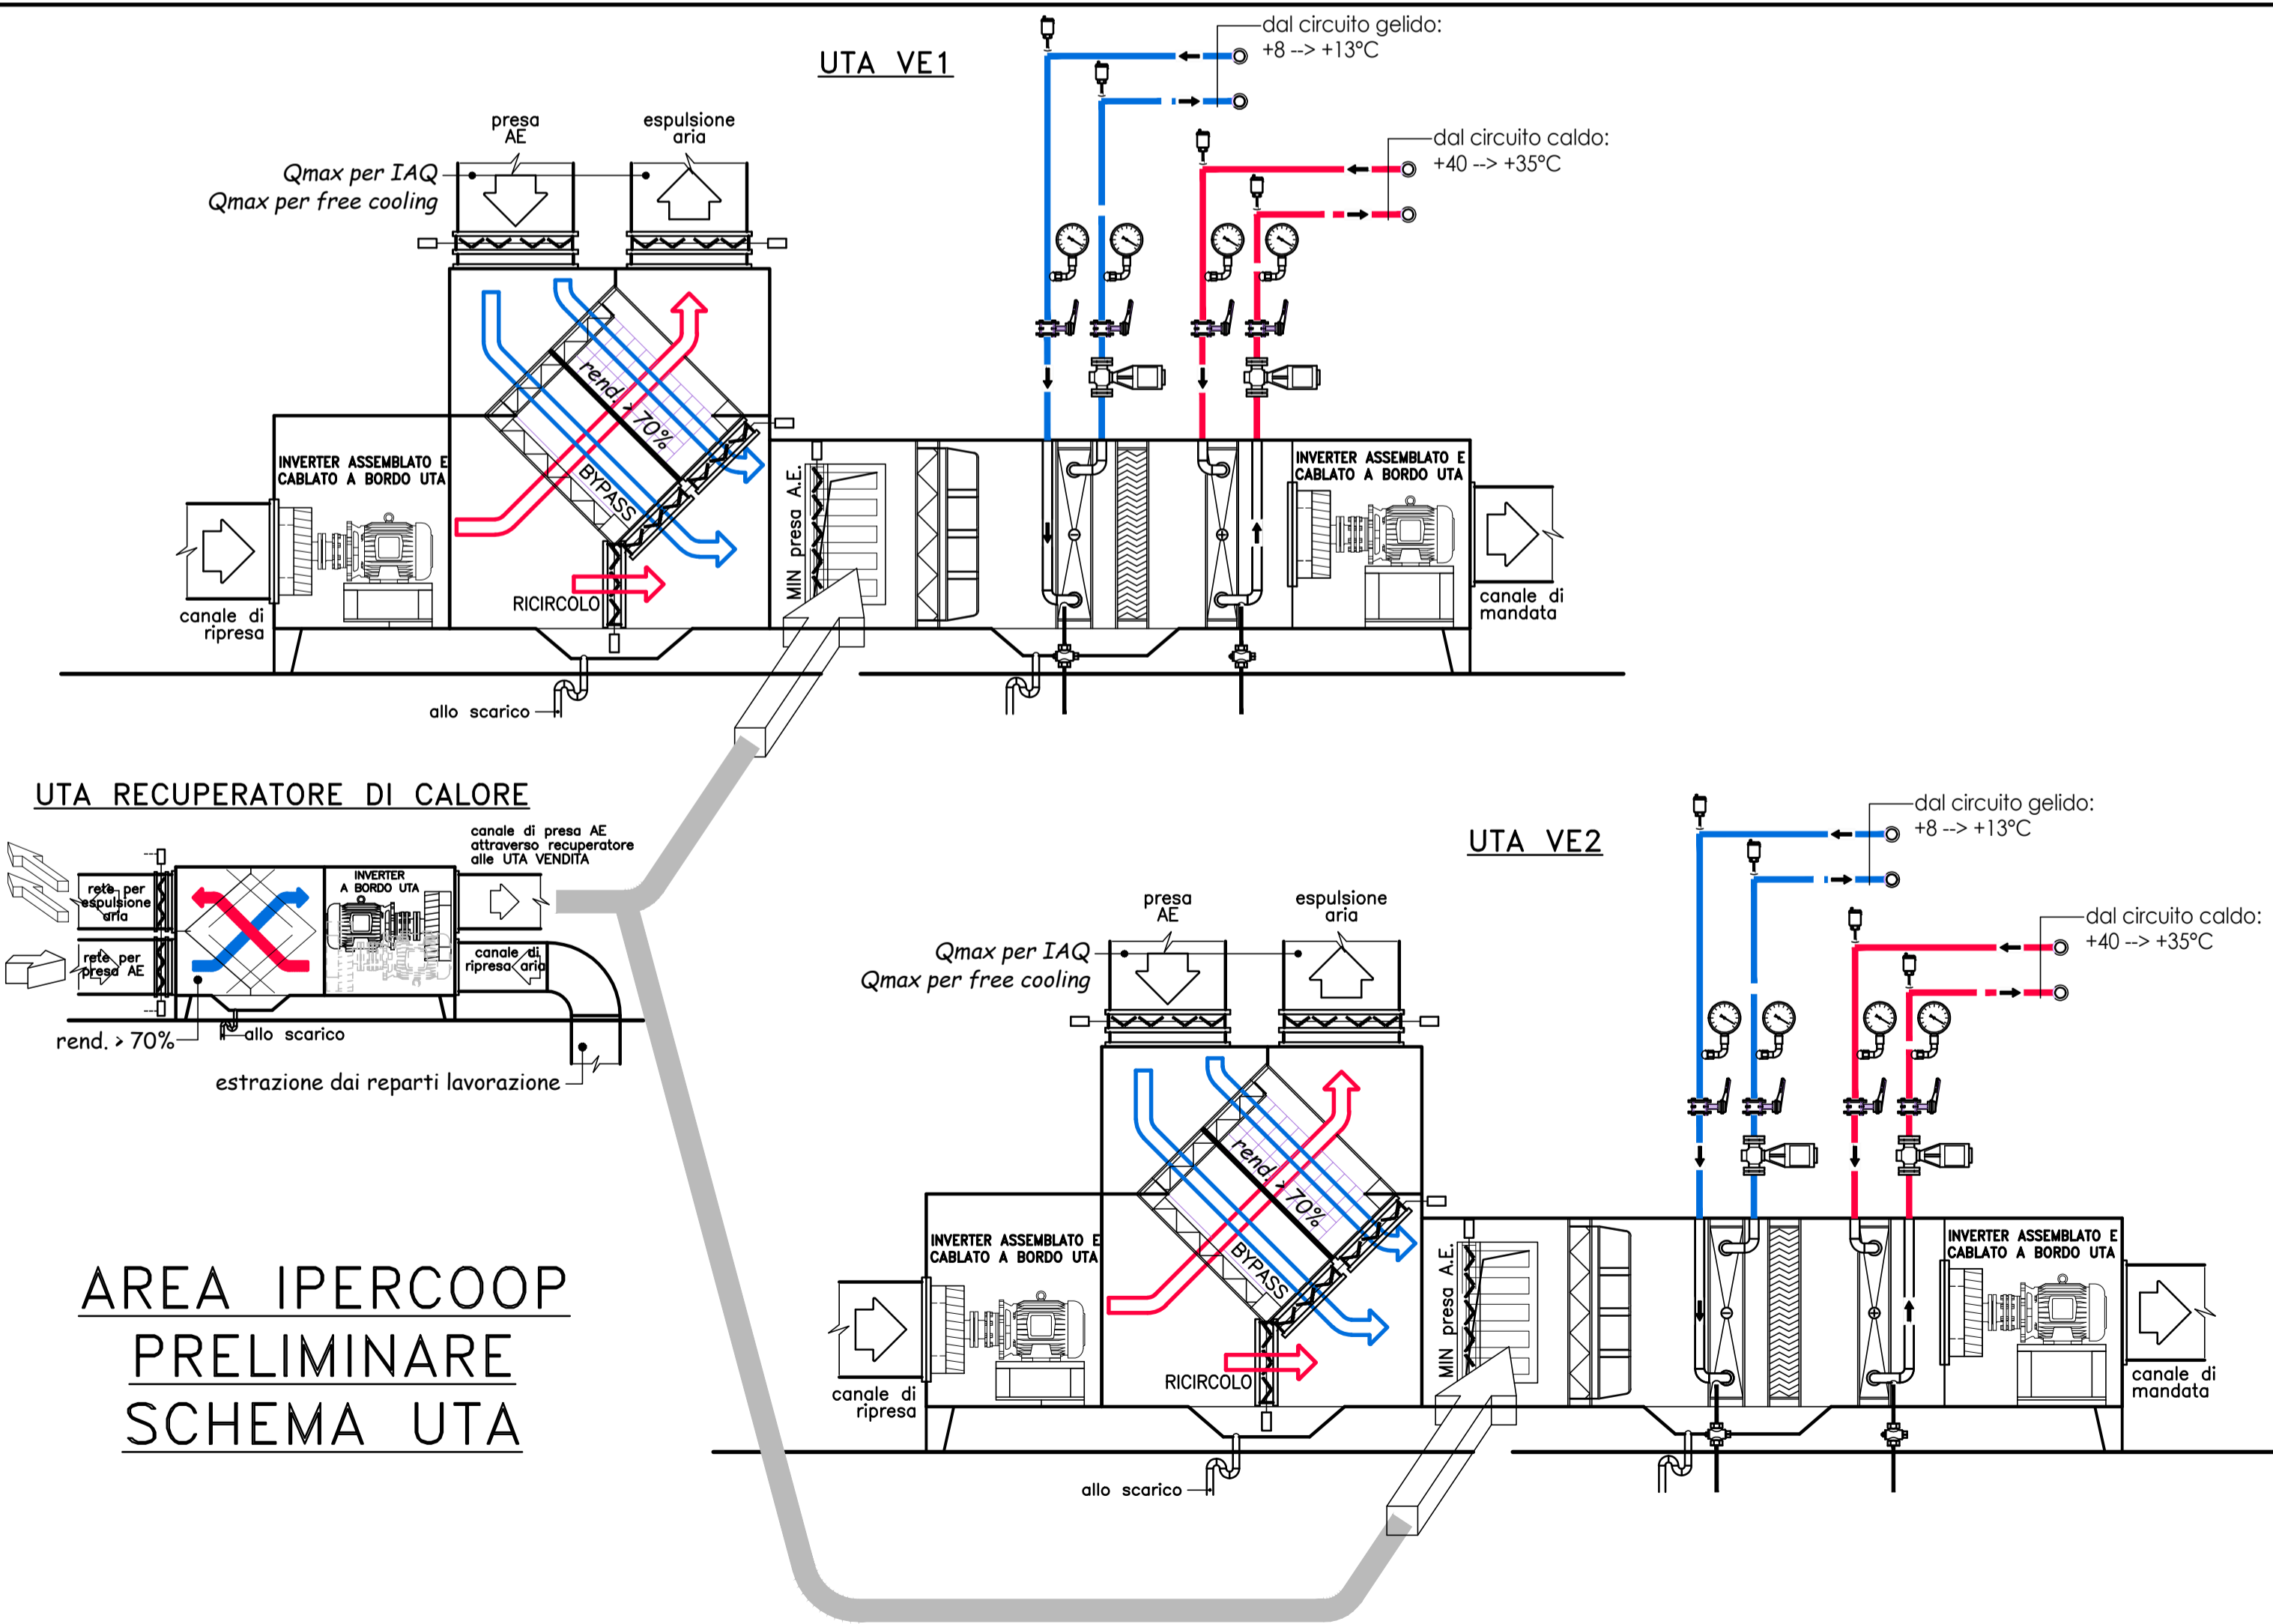 UTA VE1
dal circuito gelido:
+8 --> +13°C
dal circuito caldo:
+40 --> +35°C
presa
AE
espulsione
aria
Qmax per IAQ
Qmax per free cooling
rend. > 70%
BYPASS
INVERTER ASSEMBLATO E
CABLATO A BORDO UTA
MIN presa A.E.
INVERTER ASSEMBLATO E
CABLATO A BORDO UTA
RICIRCOLO
canale di
ripresa
canale di
mandata
allo scarico
UTA RECUPERATORE DI CALORE
canale di presa AE
attraverso recuperatore
alle UTA VENDITA
INVERTER
A BORDO UTA
rete per
espulsione
aria
rete per
presa AE
canale di
ripresa aria
rend. > 70%
allo scarico
estrazione dai reparti lavorazione
UTA VE2
dal circuito gelido:
+8 --> +13°C
dal circuito caldo:
+40 --> +35°C
presa
AE
espulsione
aria
Qmax per IAQ
Qmax per free cooling
rend. > 70%
BYPASS
INVERTER ASSEMBLATO E
CABLATO A BORDO UTA
MIN presa A.E.
INVERTER ASSEMBLATO E
CABLATO A BORDO UTA
RICIRCOLO
canale di
ripresa
canale di
mandata
allo scarico
AREA IPERCOOP
PRELIMINARE
SCHEMA UTA